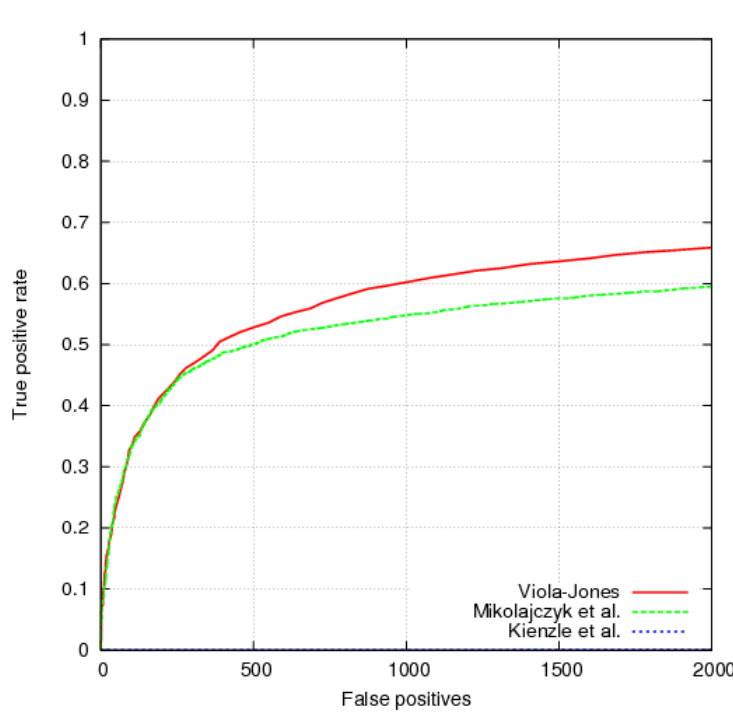 1
0.9
0.8
0.7
0.6
0.5
0.4
0.3
0.2
0.1
0
True positive rate
Viola-Jones
Mikolajczyk et al.
Kienzle et al.
0 500 1000 1500 2000
False positives